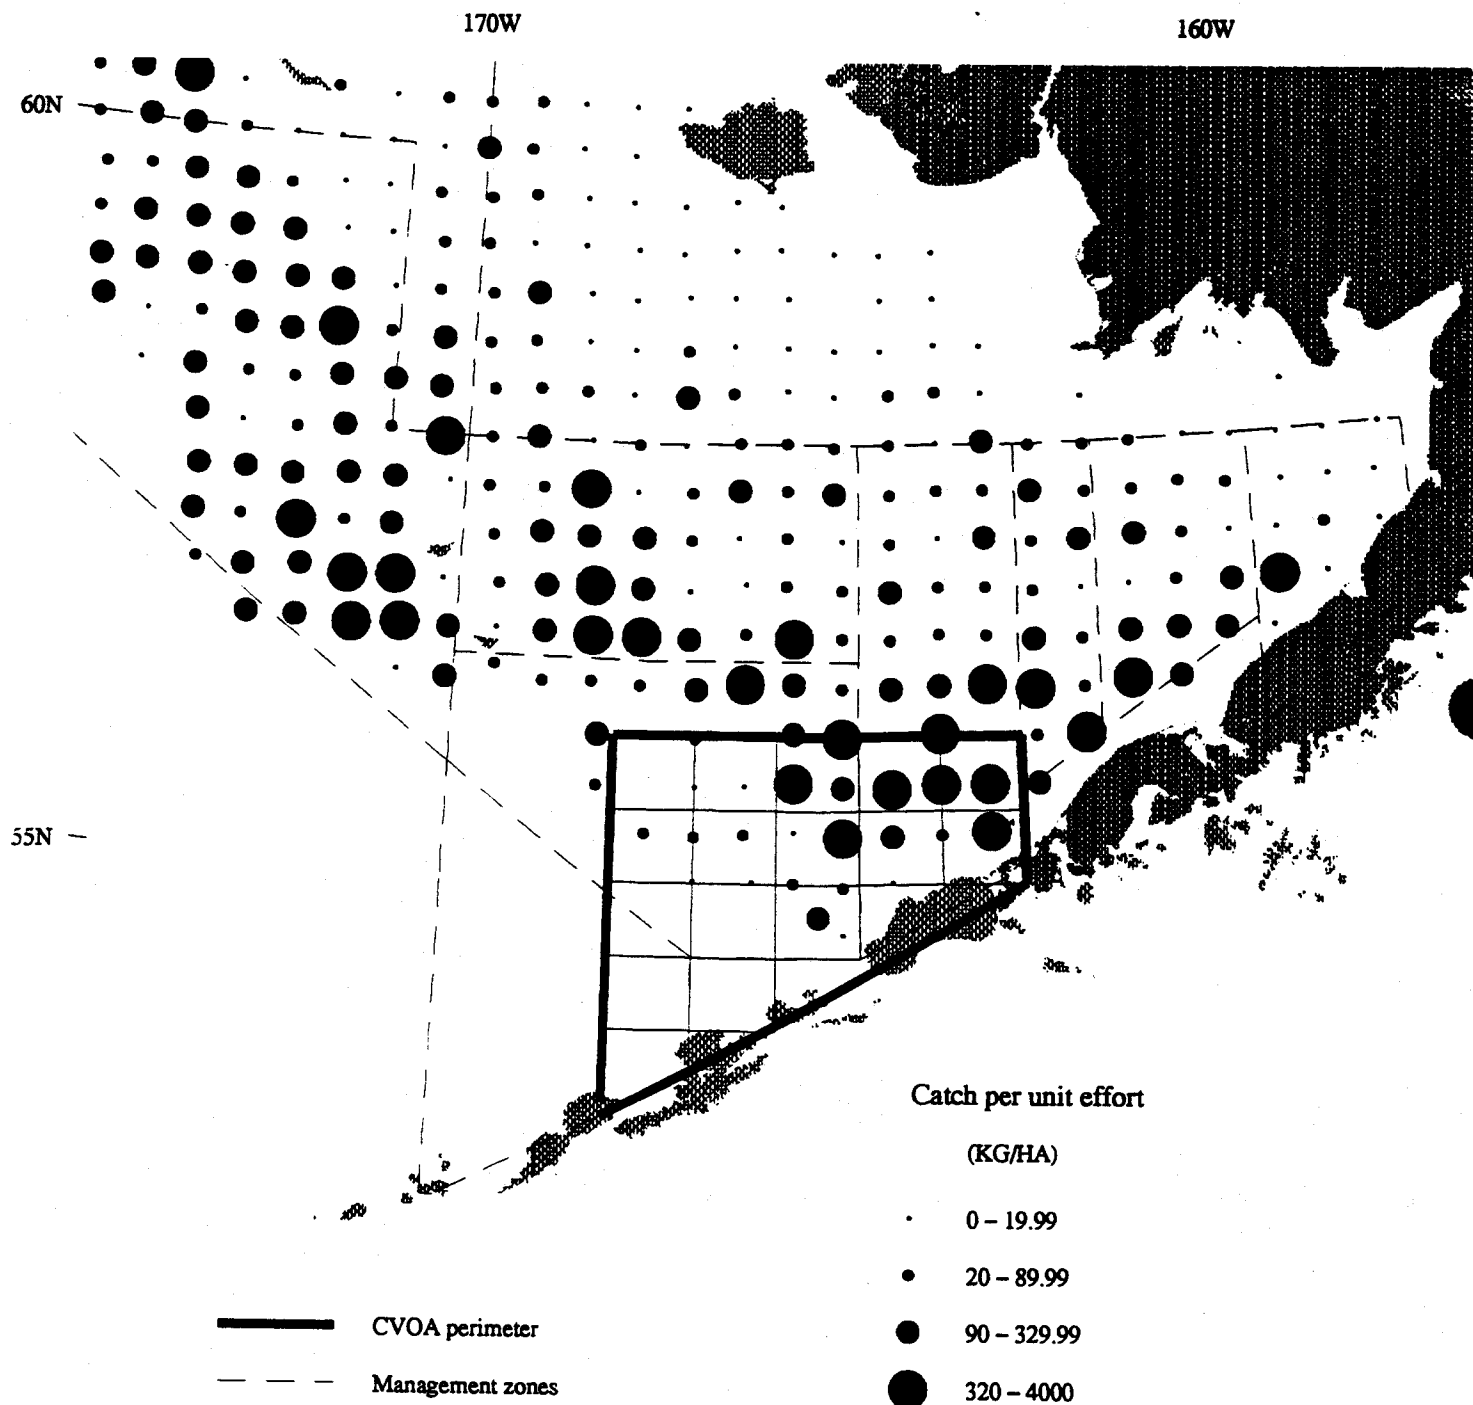 170W
160W
60N
55N
Catch per unit effort
(KG/HA)
0 – 19.99
20 – 89.99
90 – 329.99
320 – 4000
CVOA perimeter
Management zones